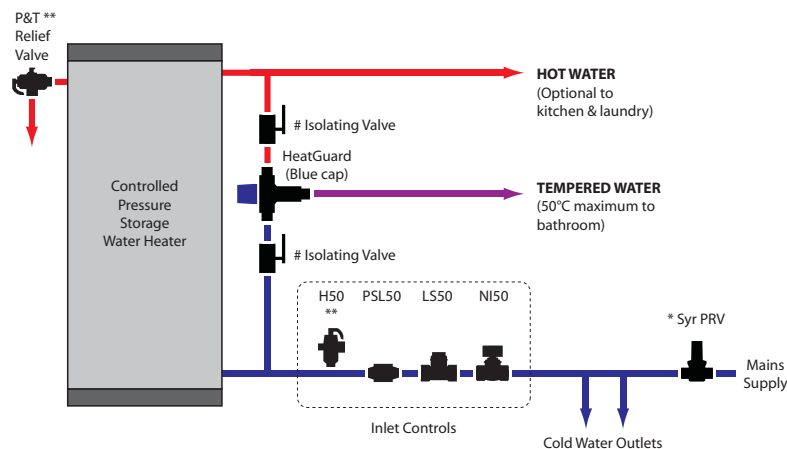 P&T **
Relief
Valve
HOT WATER
(Optional to
kitchen & laundry)
# Isolating Valve
HeatGuard
(Blue cap)
Controlled
Pressure
Storage
Water Heater
TEMPERED WATER
(50°C maximum to
bathroom)
# Isolating Valve
H50 PSL50 LS50 NI50
**
* Syr PRV
Mains
Supply
Inlet Controls
Cold Water Outlets